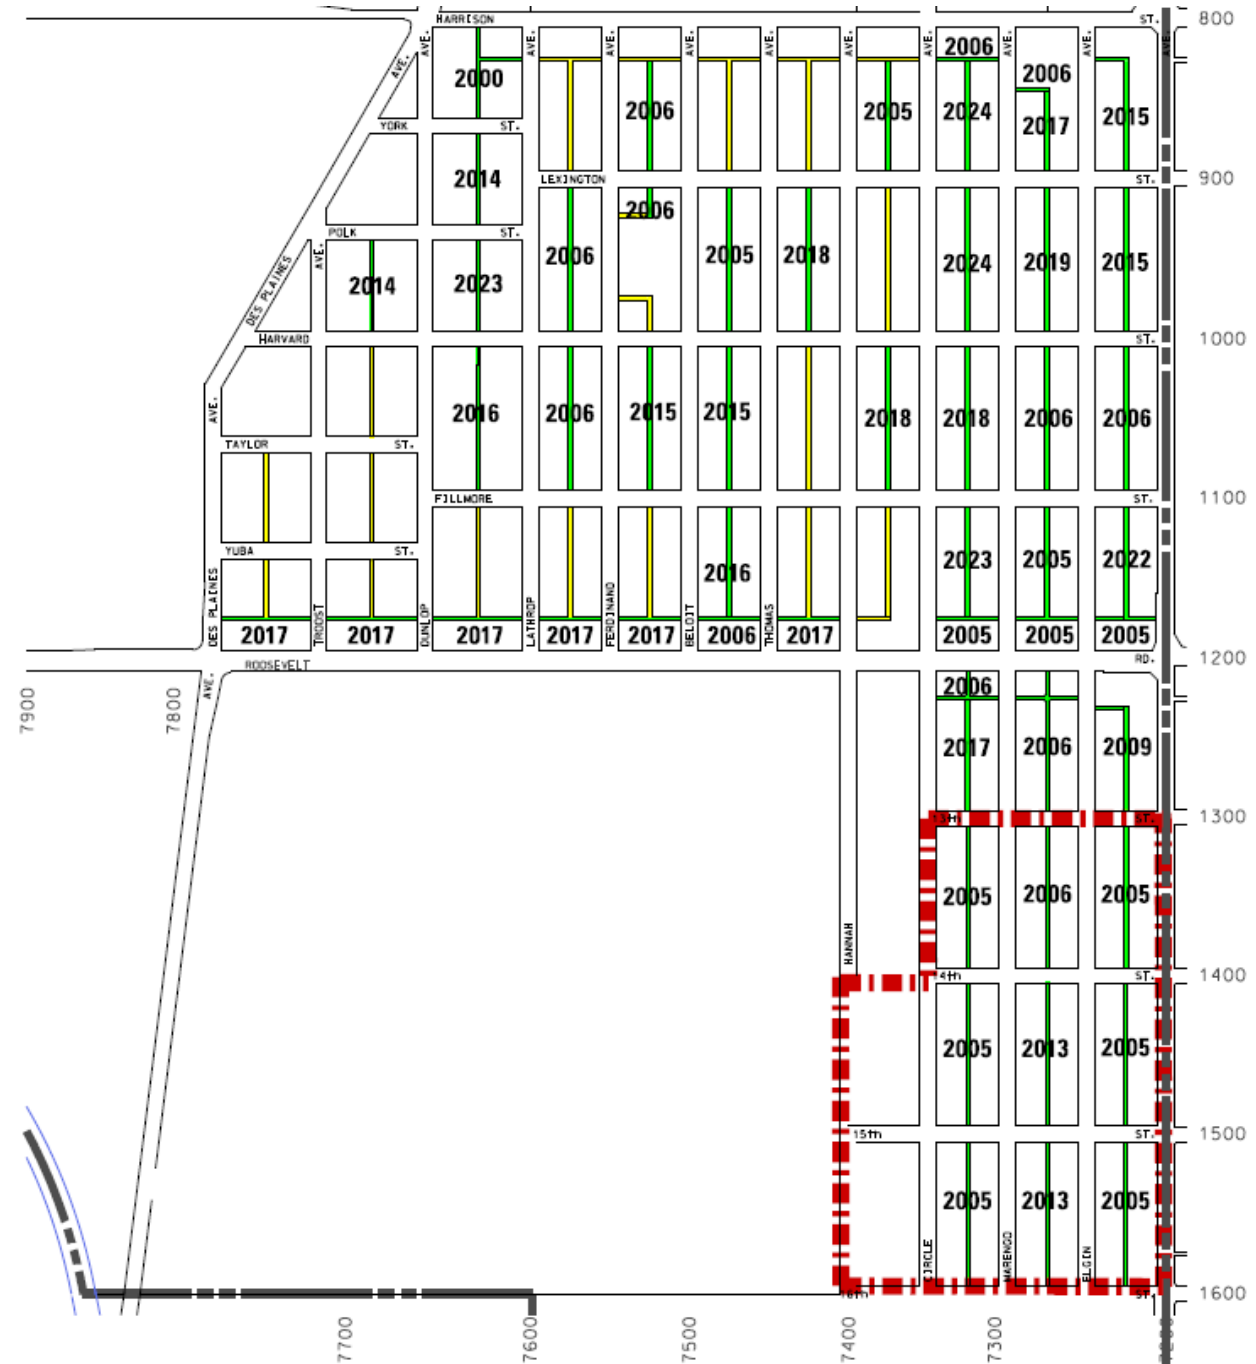 HARRISON ST. 800
AVE. AVE. AVE. AVE. AVE. AVE. AVE. AVE. AVE. AVE. AVE.
2006
2000 2006
2006 2005 2024 2017 2015
YORK ST.
2014 LEXINGTON ST. 900
2006
POLK ST.
AVE.
DES PLAINES
2006 2005 2018 2024 2019 2015
2014 2023
HARVARD ST. 1000
AVE.
2016 2006 2015 2015 2018 2018 2006 2006
TAYLOR ST.
FILLMORE ST. 1100
YUBA ST.
2016 2023 2005 2022
DES PLAINES TROOST DUNLOP LATHROP FERDINAND BELOIT THOMAS
2017 2017 2017 2017 2017 2006 2017 2005 2005 2005
ROOSEVELT RD. 1200
AVE.
7900 7800
2006
2017 2006 2009
13th ST. 1300
2005 2006 2005
HANNAH
14th ST. 1400
2005 2013 2005
15th ST. 1500
2005 2013 2005
CIRCLE MARENGO ELGIN
16th ST. 1600
7700 7600 7500 7400 7300 7200